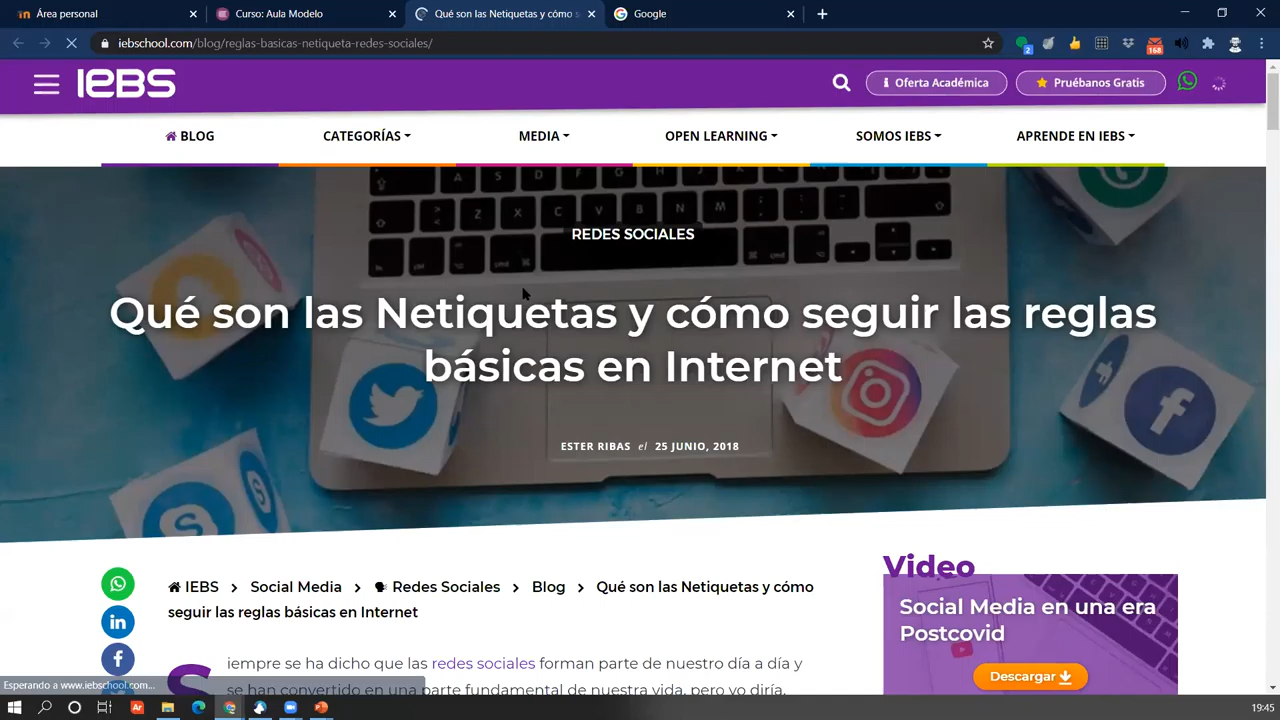 Área personal
Curso: Aula Modelo
Qué son las Netiquetas y cómo s
Google
iebschool.com/blog/reglas-basicas-netiqueta-redes-sociales/
2
168
IEBS
Oferta Académica
Pruébanos Gratis
BLOG
CATEGORÍAS
MEDIA
OPEN LEARNING
SOMOS IEBS
APRENDE EN IEBS
REDES SOCIALES
Qué son las Netiquetas y cómo seguir las reglas
básicas en Internet
ESTER RIBAS el 25 JUNIO, 2018
IEBS > Social Media > Redes Sociales > Blog > Qué son las Netiquetas y cómo
seguir las reglas básicas en Internet
Siempre se ha dicho que las redes sociales forman parte de nuestro día a día y
se han convertido en una parte fundamental de nuestra vida, pero yo diría,
Video
Social Media en una era
Postcovid
Descargar
Esperando a www.iebschool.com...
19:45